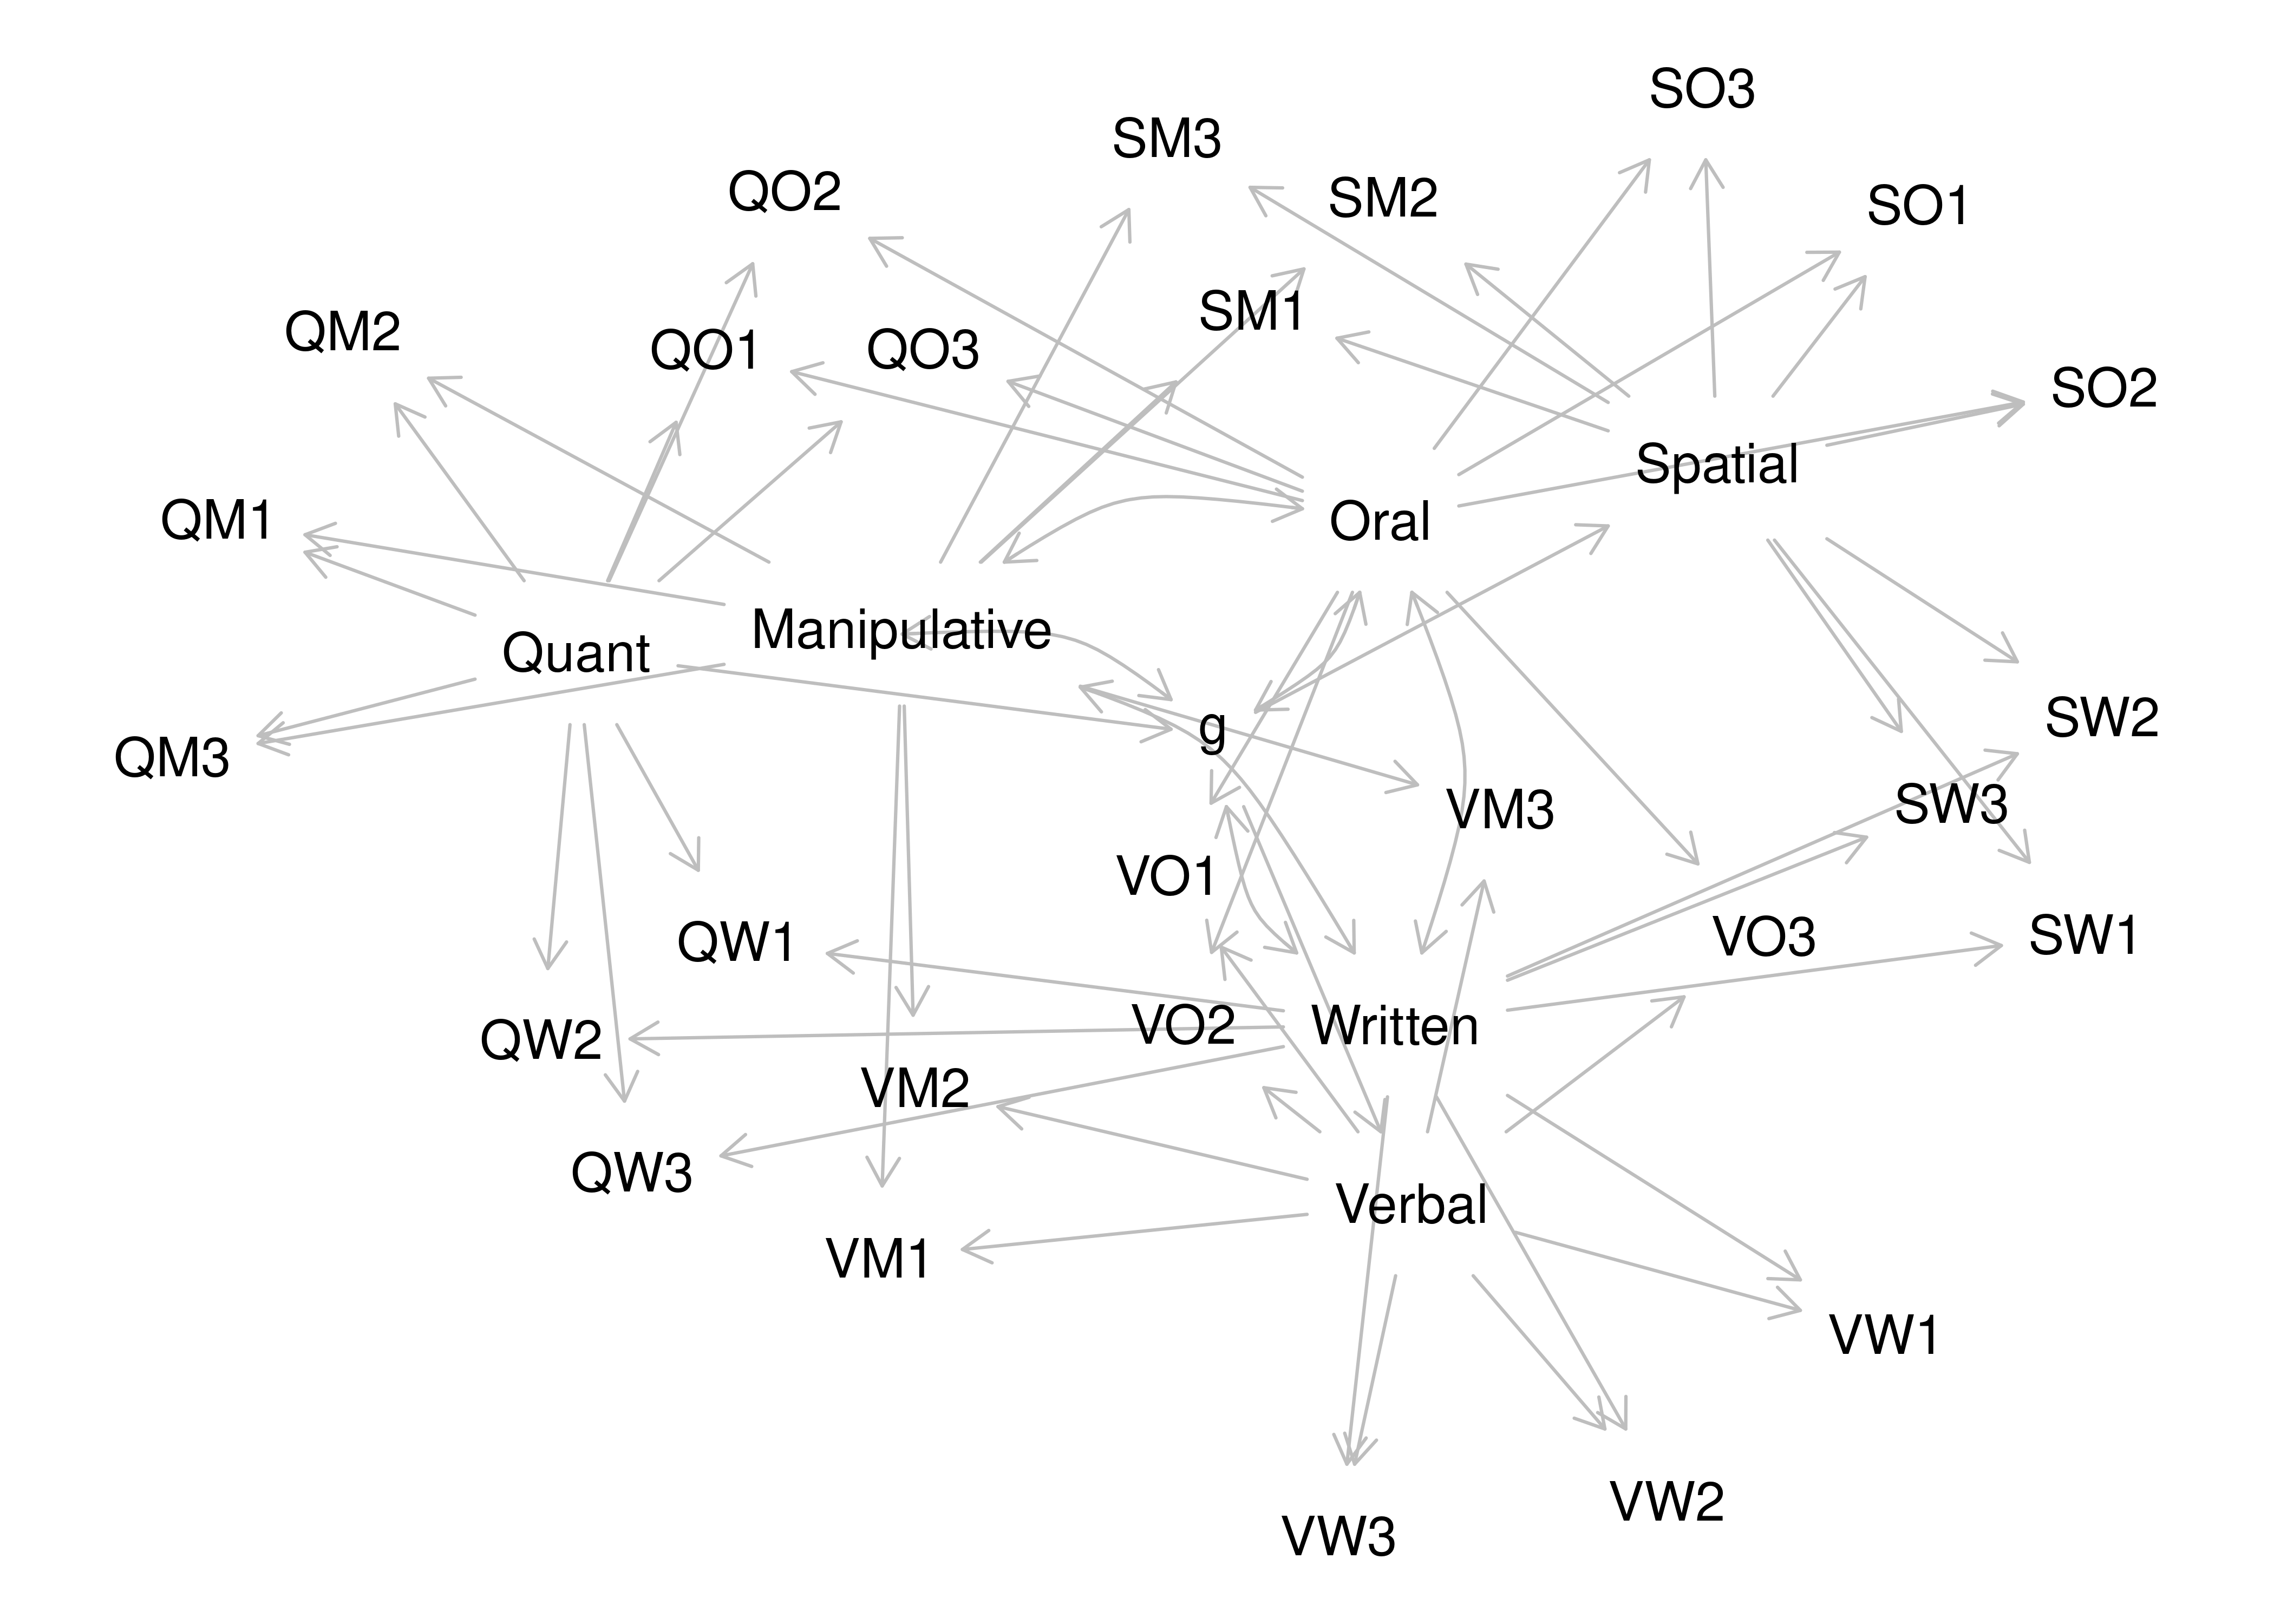 SO3
SM3
QO2
SM2
SO1
SM1
QM2
QO1
QO3
SO2
Spatial
QM1
Oral
Manipulative
Quant
SW2
g
QM3
SW3
VM3
VO1
VO3
SW1
QW1
Written
VO2
QW2
VM2
QW3
Verbal
VM1
VW1
VW2
VW3